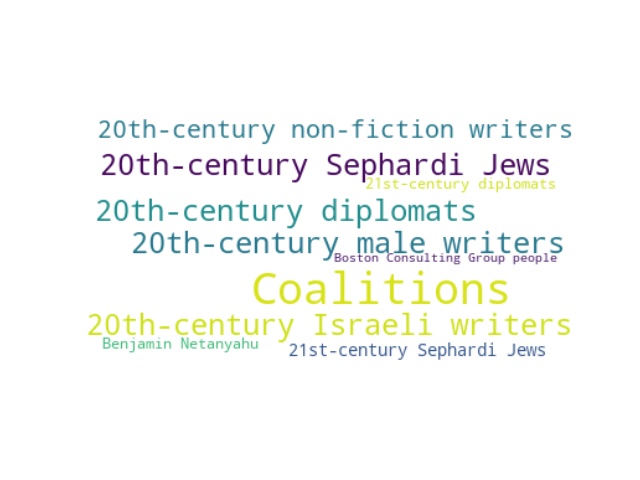 20th-century non-fiction writers
20th-century Sephardi Jews
21st-century diplomats
20th-century diplomats
20th-century male writers
Boston Consulting Group people
Coalitions
20th-century Israeli writers
Benjamin Netanyahu
21st-century Sephardi Jews